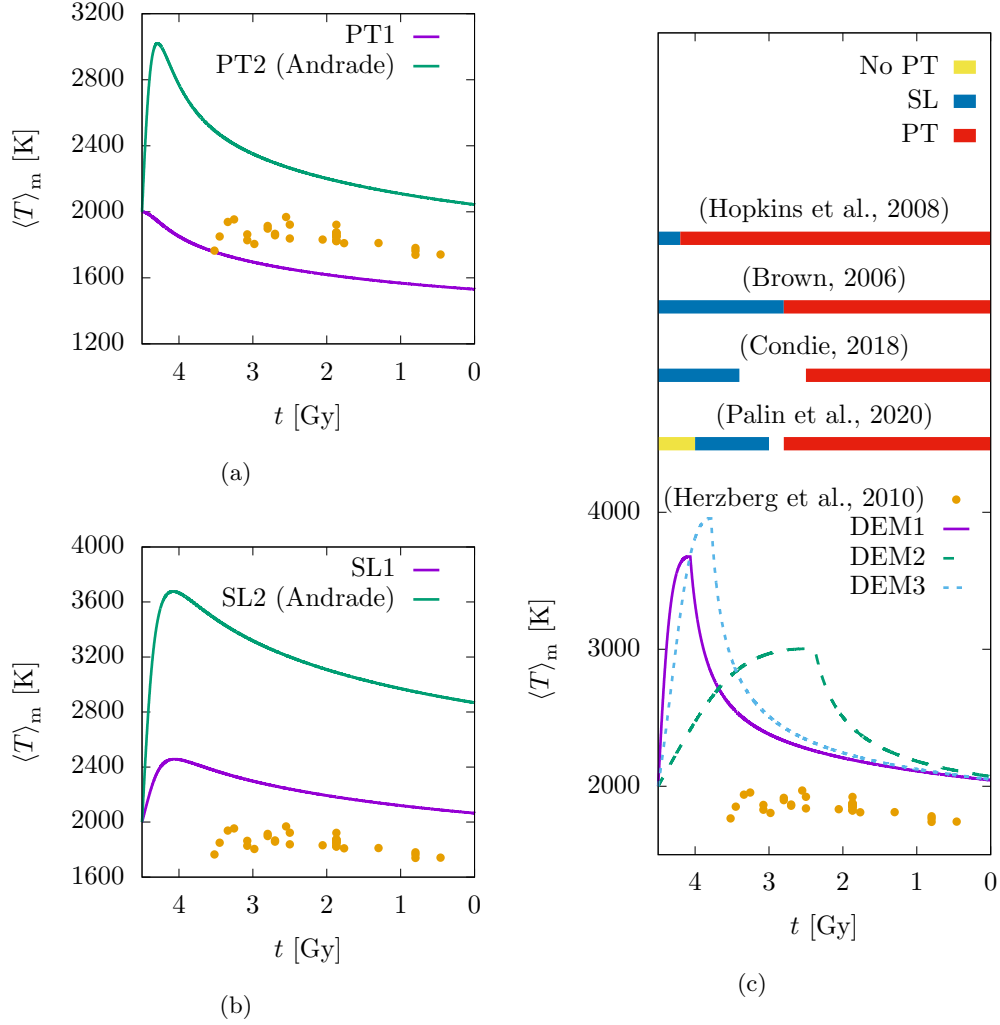 3200
2800
2400
2000
1600
1200
⟨T⟩m [K]
PT1
PT2 (Andrade)
4 3 2 1 0
t [Gy]
(a)
4000
3600
3200
2800
2400
2000
1600
⟨T⟩m [K]
SL1
SL2 (Andrade)
4 3 2 1 0
t [Gy]
(b)
No PT
SL
PT
(Hopkins et al., 2008)
(Brown, 2006)
(Condie, 2018)
(Palin et al., 2020)
(Herzberg et al., 2010)
DEM1
DEM2
DEM3
4000
3000
2000
⟨T⟩m [K]
4 3 2 1 0
t [Gy]
(c)